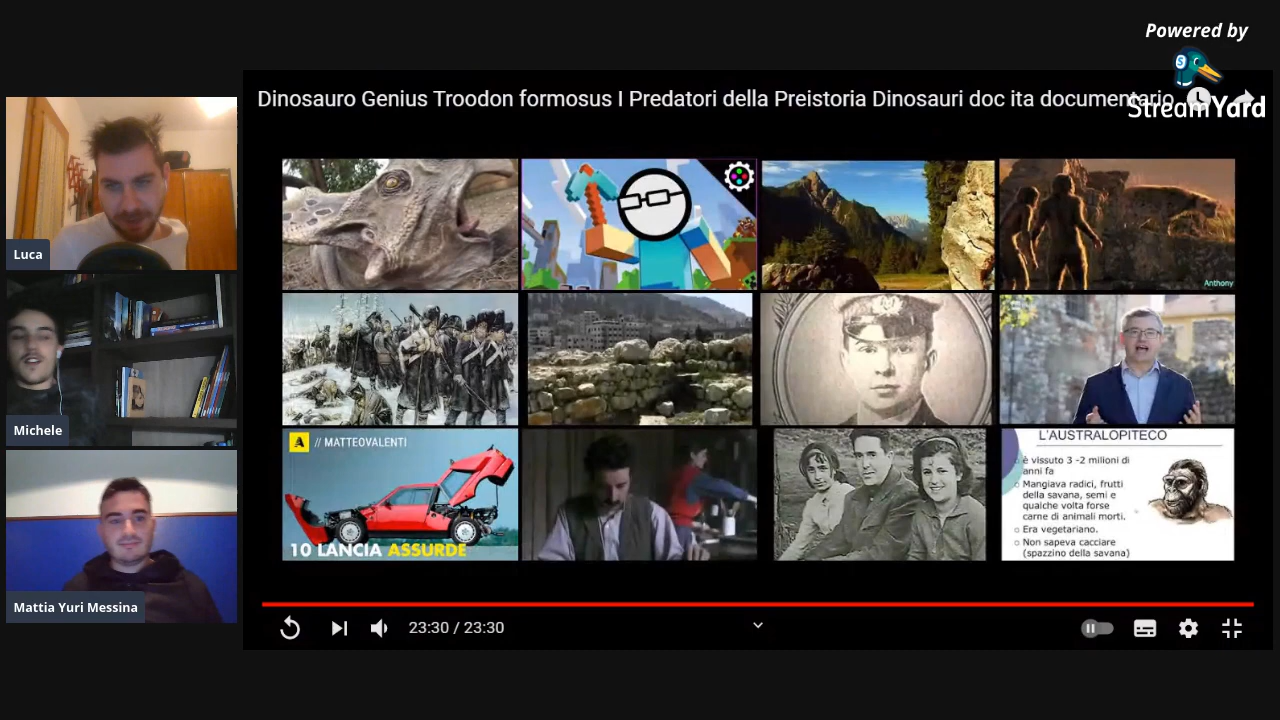 Powered by
StreamYard
Dinosauro Genius Troodon formosus I Predatori della Preistoria Dinosauri doc ita documentario
Luca
Michele
Mattia Yuri Messina
Anthony
A // MATTEOVALENTI
10 LANCIA ASSURDE
L'AUSTRALOPITECO
è vissuto 3 -2 milioni di
anni fa
Mangiava radici, frutti
della savana, semi e
qualche volta forse
carne di animali morti.
Era vegetariano.
Non sapeva cacciare
(spazzino della savana)
23:30 / 23:30